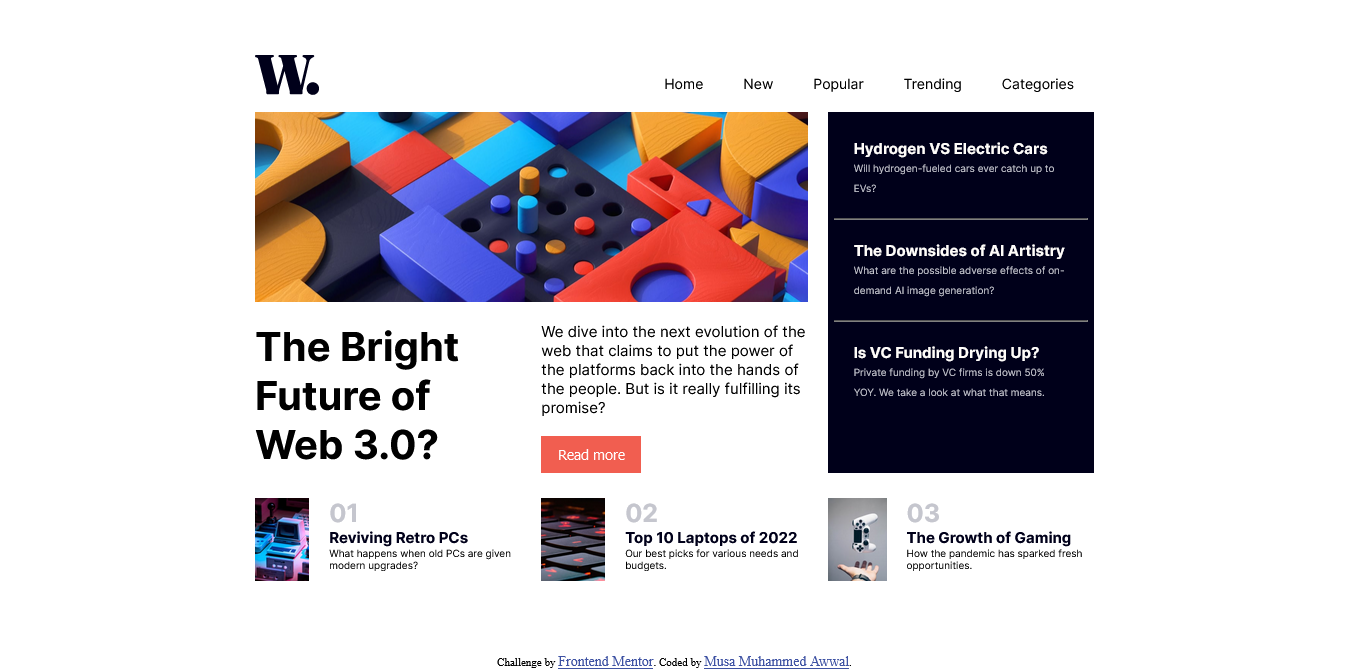 W.
Home New Popular Trending Categories
Hydrogen VS Electric Cars
Will hydrogen-fueled cars ever catch up to
EVs?
The Downsides of AI Artistry
What are the possible adverse effects of on-
demand AI image generation?
Is VC Funding Drying Up?
Private funding by VC firms is down 50%
YOY. We take a look at what that means.
The Bright
Future of
Web 3.0?
We dive into the next evolution of the
web that claims to put the power of
the platforms back into the hands of
the people. But is it really fulfilling its
promise?
Read more
01
Reviving Retro PCs
What happens when old PCs are given
modern upgrades?
02
Top 10 Laptops of 2022
Our best picks for various needs and
budgets.
03
The Growth of Gaming
How the pandemic has sparked fresh
opportunities.
Challenge by Frontend Mentor. Coded by Musa Muhammed Awwal.